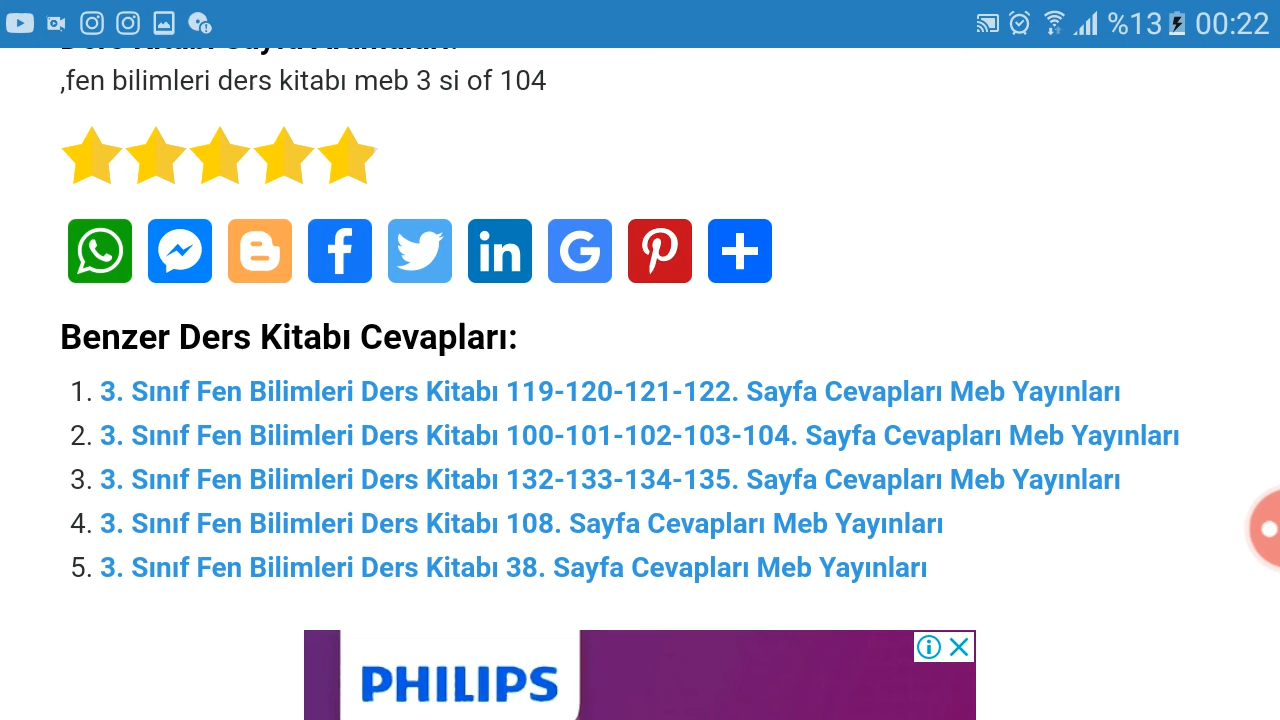 %13 00:22
Ders Kitabı Sayfa Aramaları:
,fen bilimleri ders kitabı meb 3 si of 104
Benzer Ders Kitabı Cevapları:
1. 3. Sınıf Fen Bilimleri Ders Kitabı 119-120-121-122. Sayfa Cevapları Meb Yayınları
2. 3. Sınıf Fen Bilimleri Ders Kitabı 100-101-102-103-104. Sayfa Cevapları Meb Yayınları
3. 3. Sınıf Fen Bilimleri Ders Kitabı 132-133-134-135. Sayfa Cevapları Meb Yayınları
4. 3. Sınıf Fen Bilimleri Ders Kitabı 108. Sayfa Cevapları Meb Yayınları
5. 3. Sınıf Fen Bilimleri Ders Kitabı 38. Sayfa Cevapları Meb Yayınları
PHILIPS